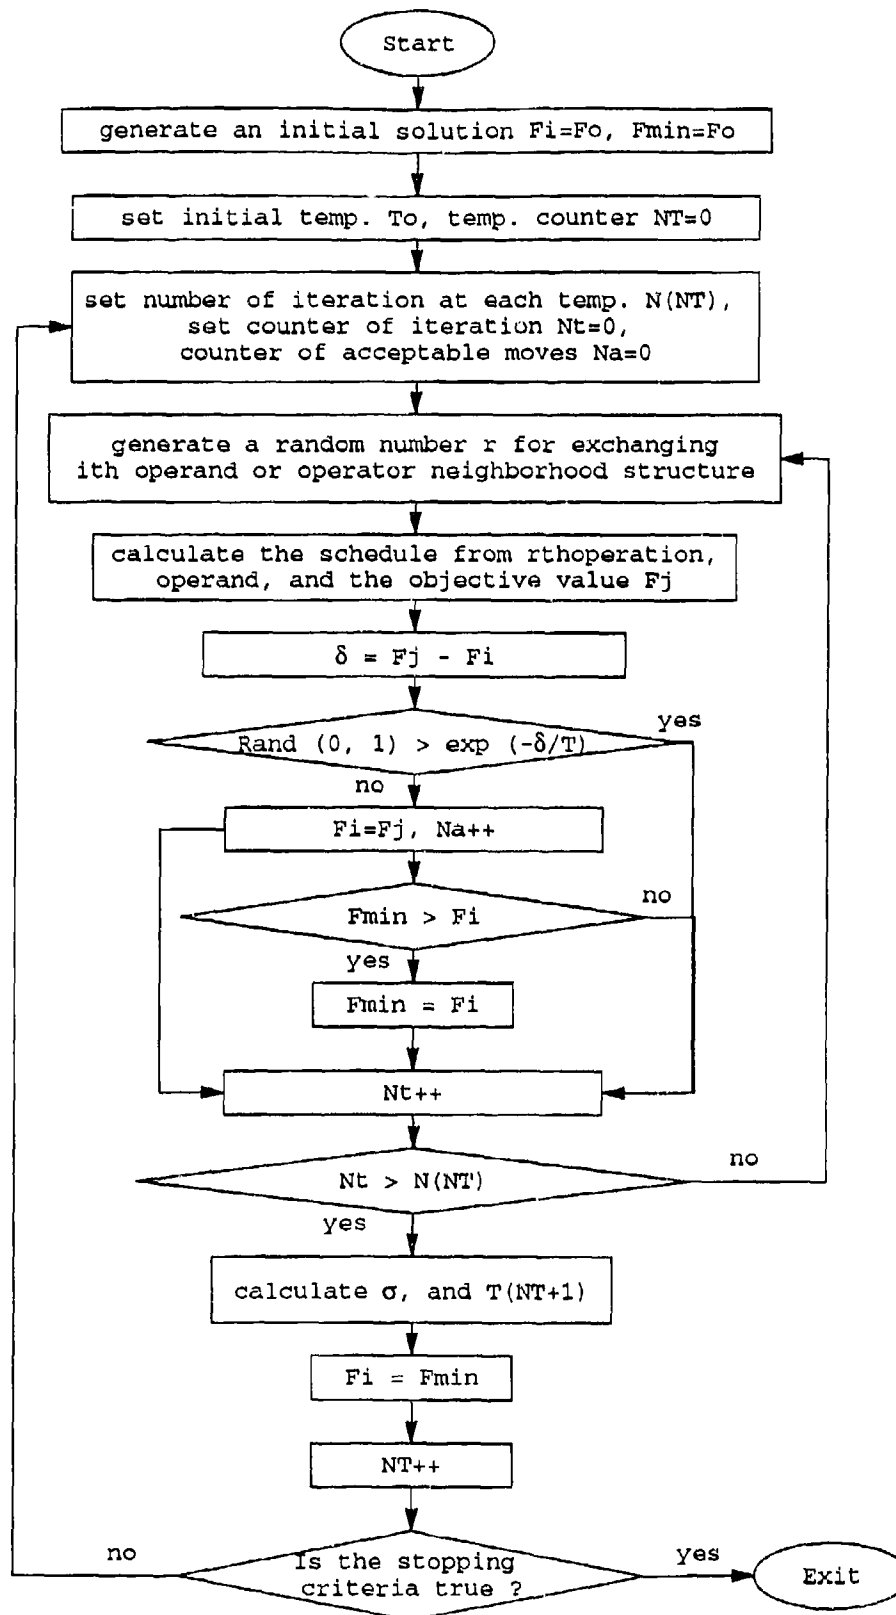 Start
generate an initial solution Fi=Fo, Fmin=Fo
set initial temp. To, temp. counter NT=0
set number of iteration at each temp. N(NT),
set counter of iteration Nt=0,
counter of acceptable moves Na=0
generate a random number r for exchanging
ith operand or operator neighborhood structure
calculate the schedule from rthoperation,
operand, and the objective value Fj
δ = Fj - Fi
yes
Rand (0, 1) > exp (-δ/T)
no
Fi=Fj, Na++
no
Fmin > Fi
yes
Fmin = Fi
Nt++
no
Nt > N(NT)
yes
calculate σ, and T(NT+1)
Fi = Fmin
NT++
no
Is the stopping
criteria true ?
yes
Exit